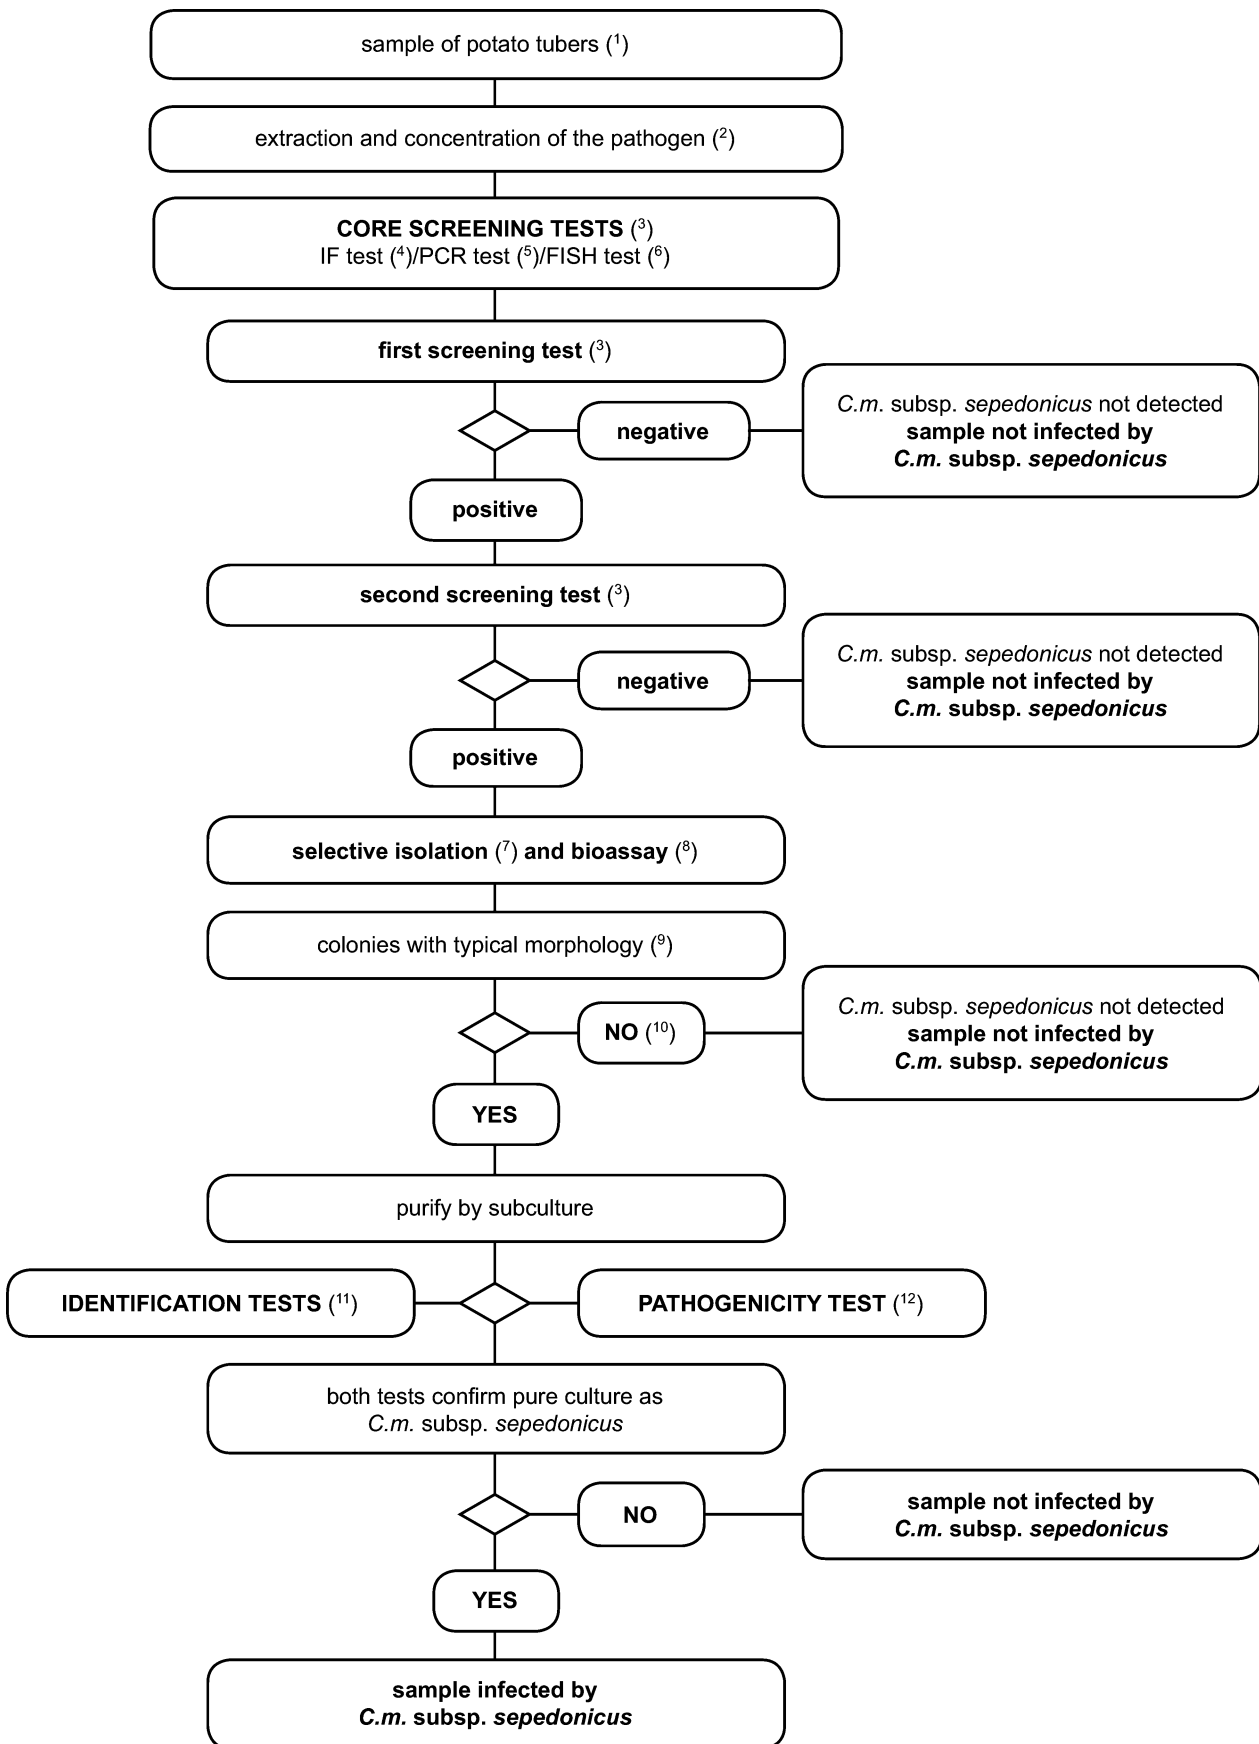 sample of potato tubers (1)
extraction and concentration of the pathogen (2)
CORE SCREENING TESTS (3)
IF test (4)/PCR test (5)/FISH test (6)
first screening test (3)
negative
C.m. subsp. sepedonicus not detected
sample not infected by
C.m. subsp. sepedonicus
positive
second screening test (3)
negative
C.m. subsp. sepedonicus not detected
sample not infected by
C.m. subsp. sepedonicus
positive
selective isolation (7) and bioassay (8)
colonies with typical morphology (9)
NO (10)
C.m. subsp. sepedonicus not detected
sample not infected by
C.m. subsp. sepedonicus
YES
purify by subculture
IDENTIFICATION TESTS (11)
PATHOGENICITY TEST (12)
both tests confirm pure culture as
C.m. subsp. sepedonicus
NO
sample not infected by
C.m. subsp. sepedonicus
YES
sample infected by
C.m. subsp. sepedonicus